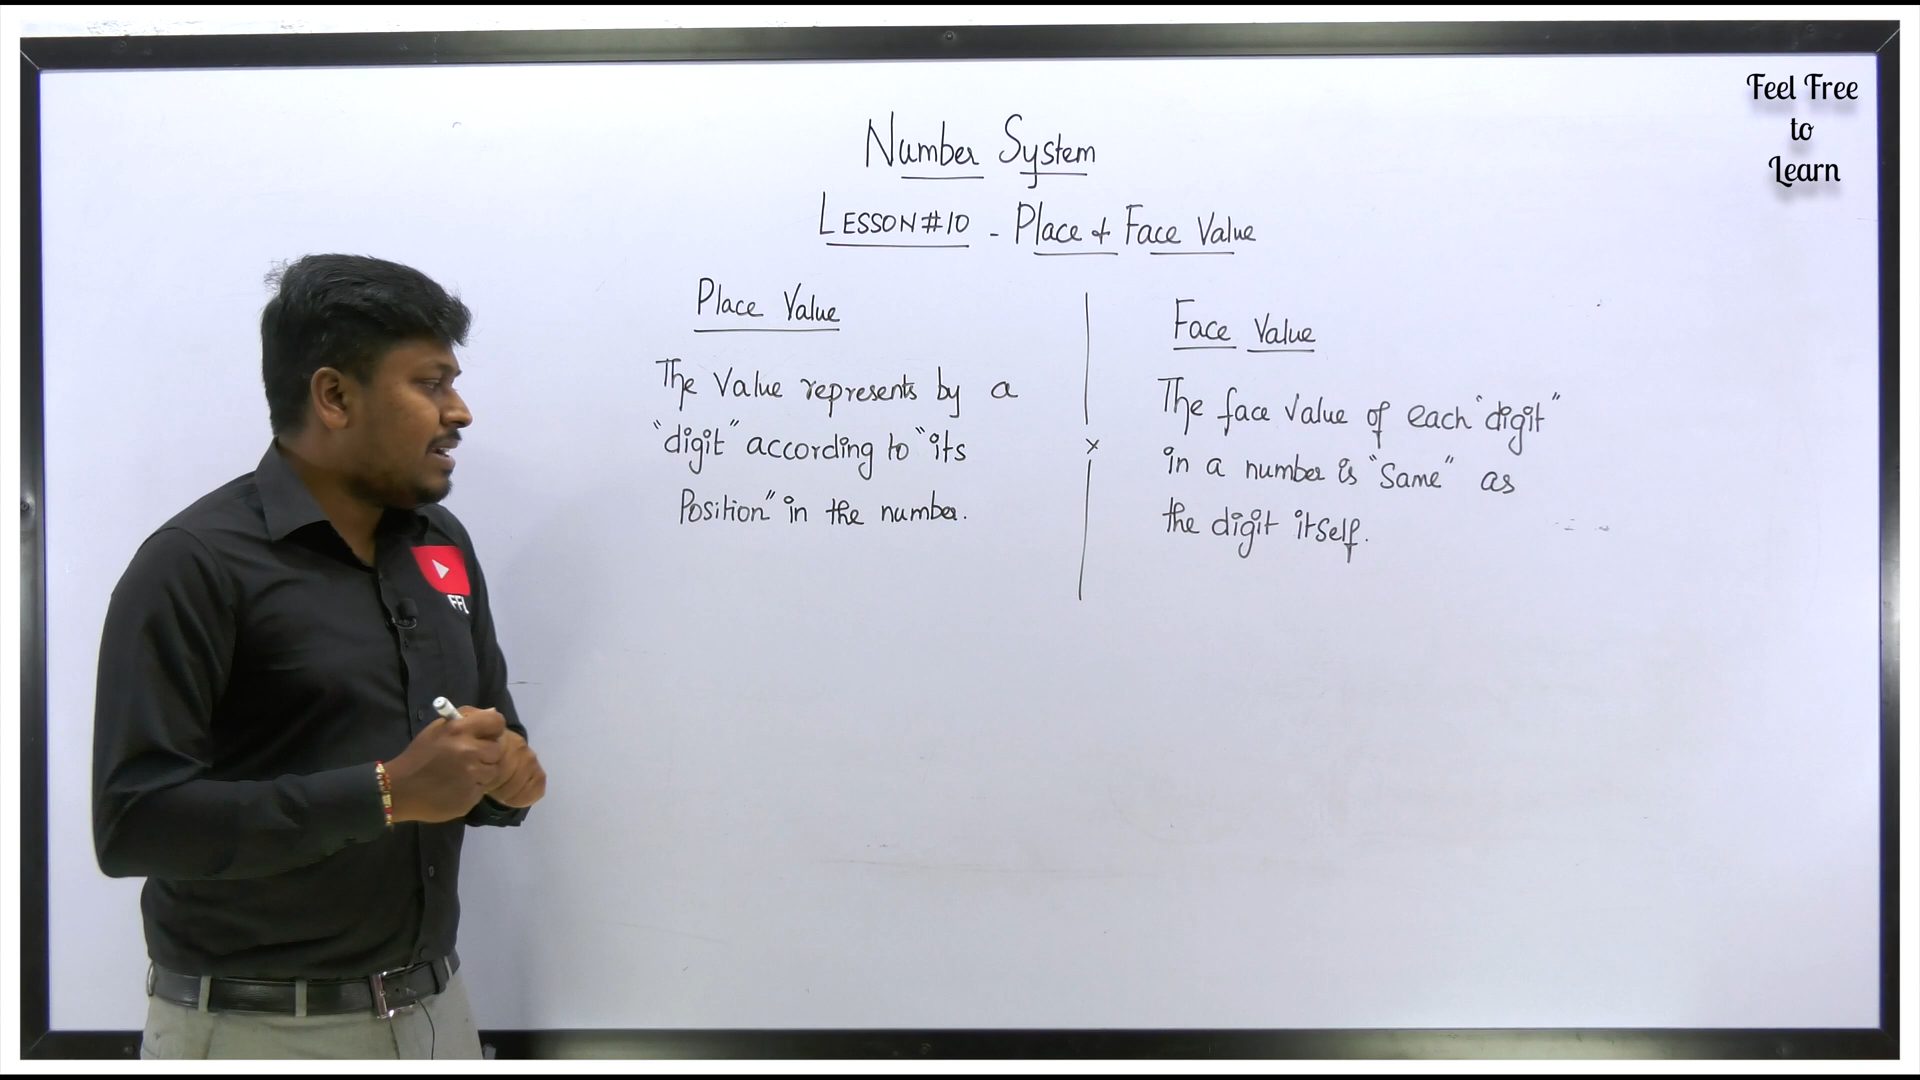 Feel Free
to
Learn
Number System
LESSON#10 - Place & Face Value
Place Value
The Value represents by a
"digit" according to "its
Position" in the number.
x
Face Value
The face value of each "digit"
in a number is "Same" as
the digit itself.
FFL